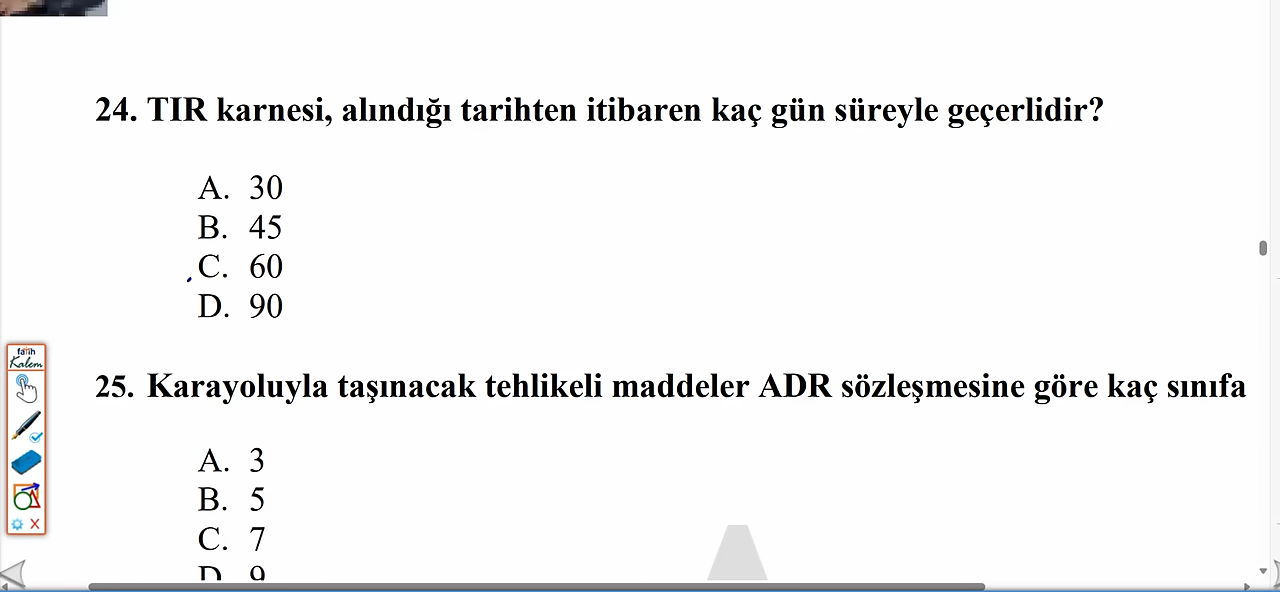 24. TIR karnesi, alındığı tarihten itibaren kaç gün süreyle geçerlidir?
A. 30
B. 45
C. 60
D. 90
fatih
Kalem
25. Karayoluyla taşınacak tehlikeli maddeler ADR sözleşmesine göre kaç sınıfa
A. 3
B. 5
C. 7
D. 9